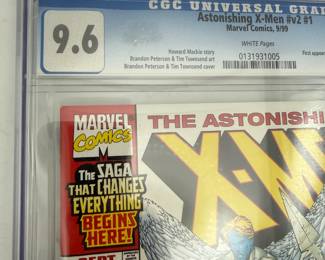 CGC UNIVERSAL GRA
9.6
Astonishing X-Men #v2 #1
Marvel Comics, 9/99
Howard Mackie story
Brandon Peterson & Tim Townsend art
Brandon Peterson & Tim Townsend cover
WHITE Pages
0131931005
First appear
MARVEL
COMICS
THE ASTONIS
X-M
The SAGA
THAT CHANGES
EVERYTHING
BEGINS
HERE!
SEPT